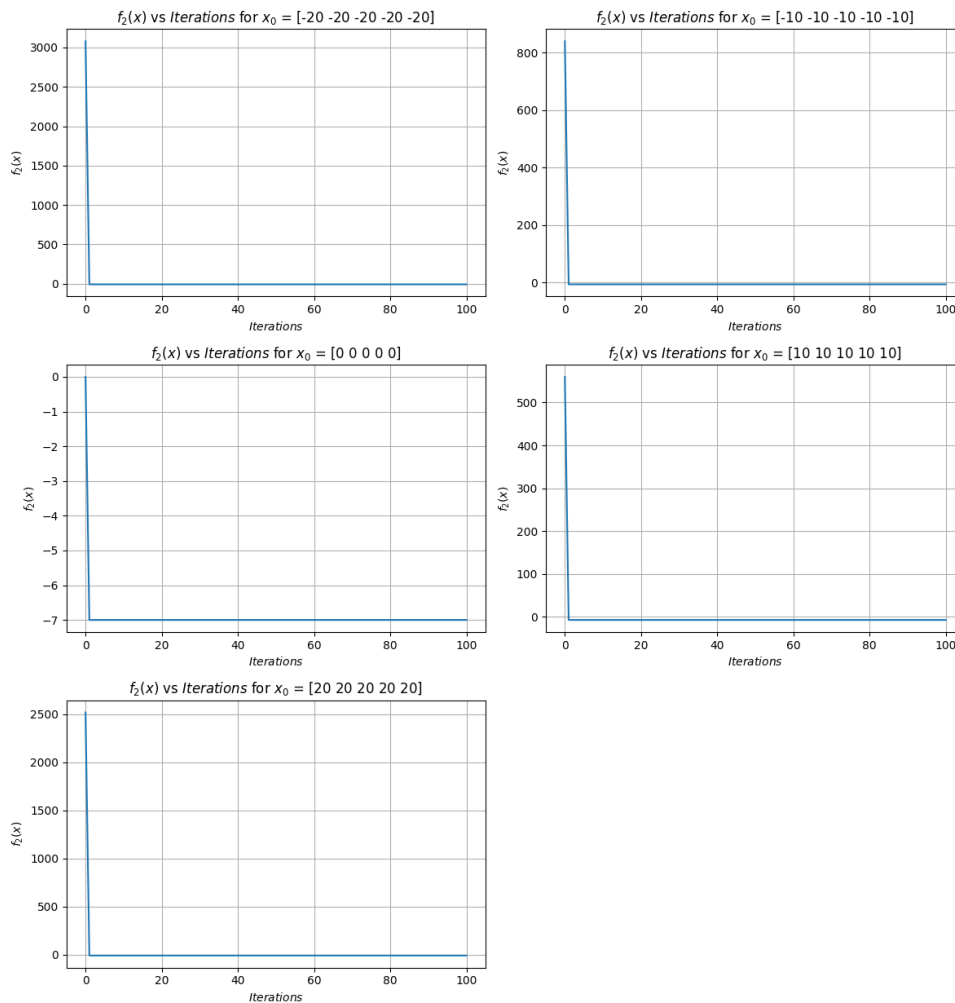 f₂(x) vs Iterations for x₀ = [-20 -20 -20 -20 -20]
3000
2500
2000
1500
1000
500
0
f₂(x)
0 20 40 60 80 100
Iterations
f₂(x) vs Iterations for x₀ = [-10 -10 -10 -10 -10]
800
600
400
200
0
f₂(x)
0 20 40 60 80 100
Iterations
f₂(x) vs Iterations for x₀ = [0 0 0 0 0]
0
−1
−2
−3
−4
−5
−6
−7
f₂(x)
0 20 40 60 80 100
Iterations
f₂(x) vs Iterations for x₀ = [10 10 10 10 10]
500
400
300
200
100
0
f₂(x)
0 20 40 60 80 100
Iterations
f₂(x) vs Iterations for x₀ = [20 20 20 20 20]
2500
2000
1500
1000
500
0
f₂(x)
0 20 40 60 80 100
Iterations